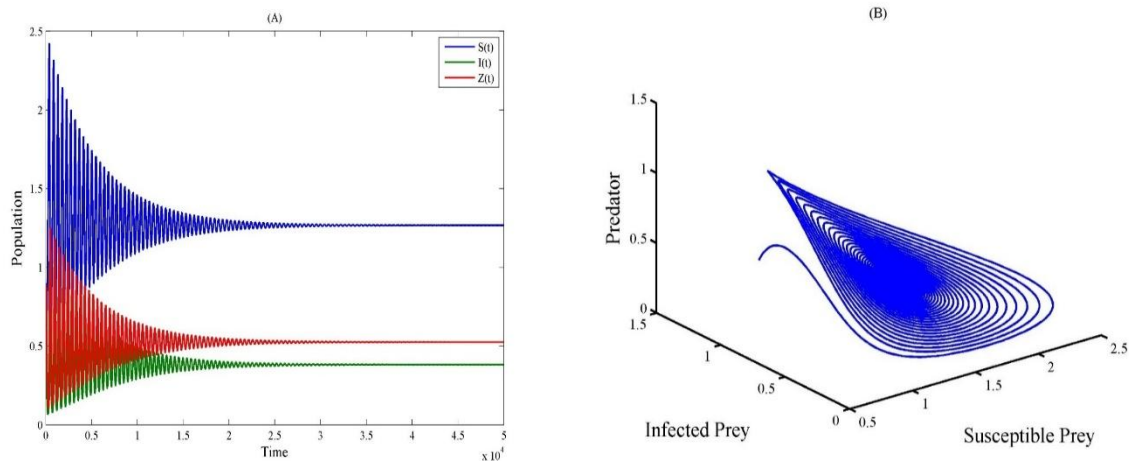 (A)
2.5
2
1.5
1
0.5
0
Population
S(t)
I(t)
Z(t)
0 0.5 1 1.5 2 2.5 3 3.5 4 4.5 5
Time
x 10⁴
(B)
1.5
1
0.5
0
Predator
1.5
1
0.5
0
Infected Prey
0.5
1
1.5
2
2.5
Susceptible Prey